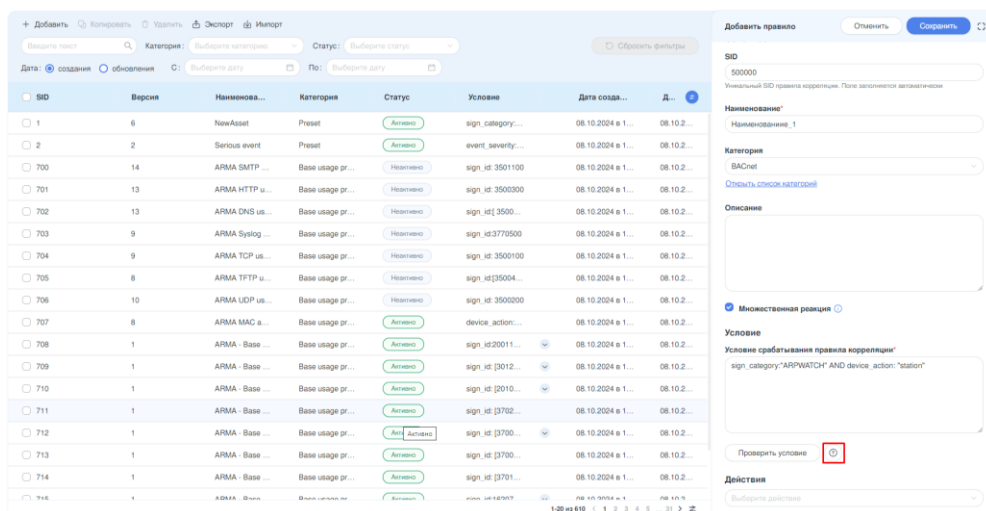 + Добавить Копировать Удалить Экспорт Импорт
Введите текст Категория: Выберите категорию Статус: Выберите статус Сбросить фильтры
Дата: создания обновления С: Выберите дату По: Выберите дату
SID Версия Наименова... Категория Статус Условие Дата созда... Д...
1 6 NewAsset Preset Активно sign_category:... 08.10.2024 в 1... 08.10.2...
2 2 Serious event Preset Активно event_severity:... 08.10.2024 в 1... 08.10.2...
700 14 ARMA SMTP ... Base usage pr... Неактивно sign_id: 3501100 08.10.2024 в 1... 08.10.2...
701 13 ARMA HTTP u... Base usage pr... Неактивно sign_id: 3500300 08.10.2024 в 1... 08.10.2...
702 13 ARMA DNS us... Base usage pr... Неактивно sign_id:[ 3500... 08.10.2024 в 1... 08.10.2...
703 9 ARMA Syslog ... Base usage pr... Неактивно sign_id:3770500 08.10.2024 в 1... 08.10.2...
704 9 ARMA TCP us... Base usage pr... Неактивно sign_id: 3500100 08.10.2024 в 1... 08.10.2...
705 8 ARMA TFTP u... Base usage pr... Неактивно sign_id:[35004... 08.10.2024 в 1... 08.10.2...
706 10 ARMA UDP us... Base usage pr... Неактивно sign_id: 3500200 08.10.2024 в 1... 08.10.2...
707 8 ARMA MAC a... Base usage pr... Активно device_action:... 08.10.2024 в 1... 08.10.2...
708 1 ARMA - Base ... Base usage pr... Активно sign_id:20011... 08.10.2024 в 1... 08.10.2...
709 1 ARMA - Base ... Base usage pr... Активно sign_id: [3012... 08.10.2024 в 1... 08.10.2...
710 1 ARMA - Base ... Base usage pr... Активно sign_id: [2010... 08.10.2024 в 1... 08.10.2...
711 1 ARMA - Base ... Base usage pr... Активно sign_id: [3702... 08.10.2024 в 1... 08.10.2...
712 1 ARMA - Base ... Base usage pr... Активно sign_id: [3700... 08.10.2024 в 1... 08.10.2...
713 1 ARMA - Base ... Base usage pr... Активно sign_id: [3700... 08.10.2024 в 1... 08.10.2...
714 1 ARMA - Base ... Base usage pr... Активно sign_id: [3701... 08.10.2024 в 1... 08.10.2...
715 1 ARMA - Base ... Base usage pr... Активно 08.10.2024 в 1... 08.10.2...
1-20 из 610 < 1 2 3 4 5 ... 31 >
Добавить правило Отменить Сохранить
SID
500000
Уникальный SID правила корреляции. Поле заполняется автоматически
Наименование*
Наименованиие_1
Категория
BACnet
Открыть список категорий
Описание
Множественная реакция
Условие
Условие срабатывания правила корреляции*
sign_category:"ARPWATCH" AND device_action: "station"
Проверить условие
Действия
Выберите действие